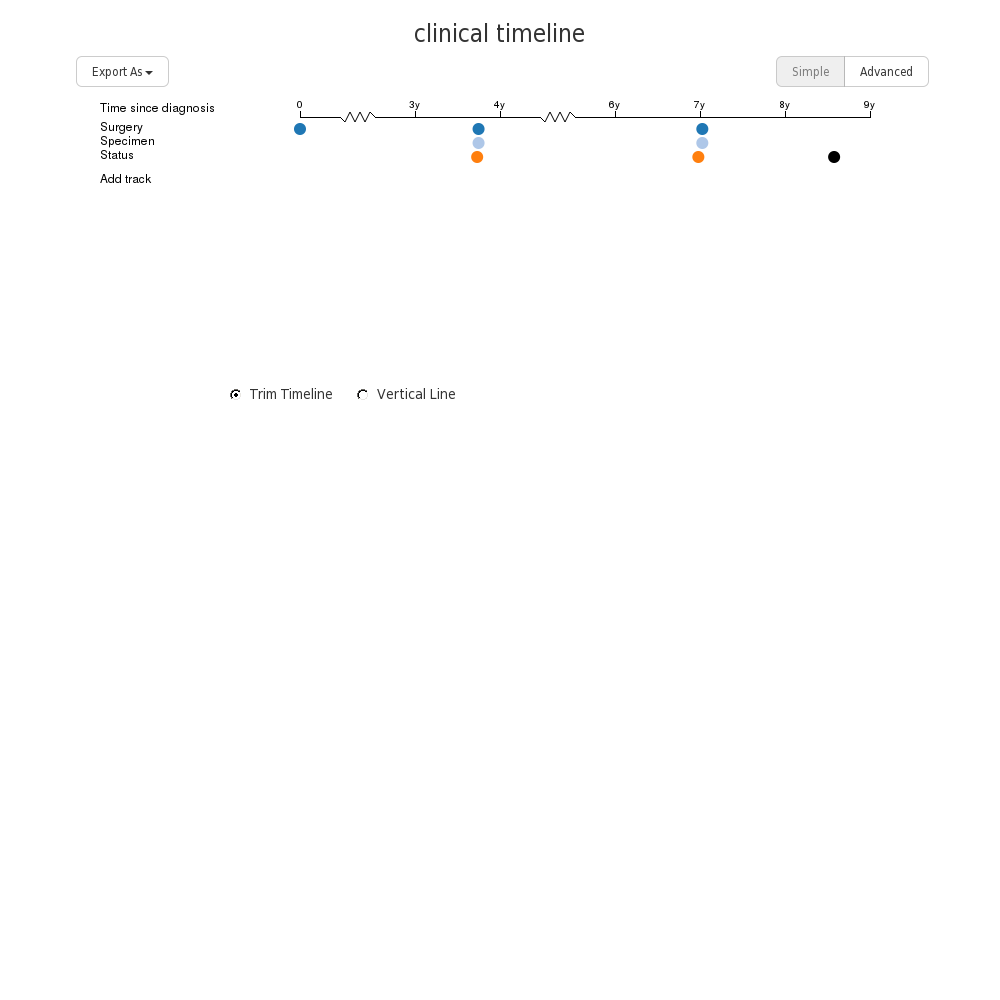 clinical timeline
Export As
Simple Advanced
Time since diagnosis 0 3y 4y 6y 7y 8y 9y
Surgery
Specimen
Status
Add track
Trim Timeline Vertical Line